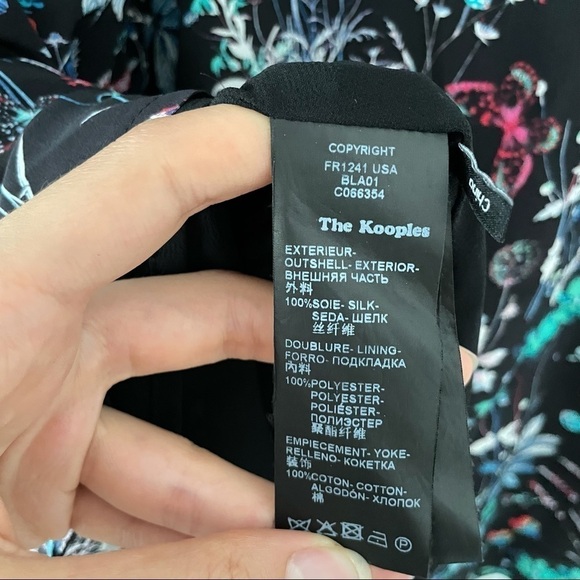 COPYRIGHT
FR1241 USA
BLA01
C066354
The Kooples
EXTERIEUR-
OUTSHELL- EXTERIOR-
ВНЕШНЯЯ ЧАСТЬ
外料
100%SOIE- SILK-
SEDA- ШЕЛК
丝纤维
DOUBLURE- LINING-
FORRO- ПОДКЛАДКА
內料
100%POLYESTER-
POLYESTER-
POLIÉSTER-
ПОЛИЭСТЕР
聚酯纤维
EMPIECEMENT- YOKE-
RELLENO- КОКЕТКА
装饰
100%COTON- COTTON-
ALGODÓN- ХЛОПОК
棉
P